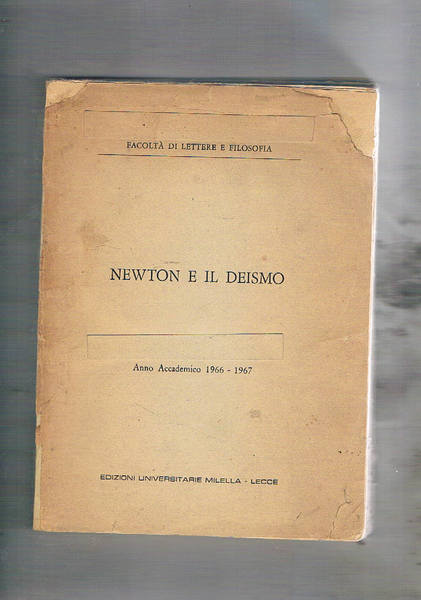 FACOLTÀ DI LETTERE E FILOSOFIA
NEWTON E IL DEISMO
Anno Accademico 1966 - 1967
EDIZIONI UNIVERSITARIE MILELLA - LECCE